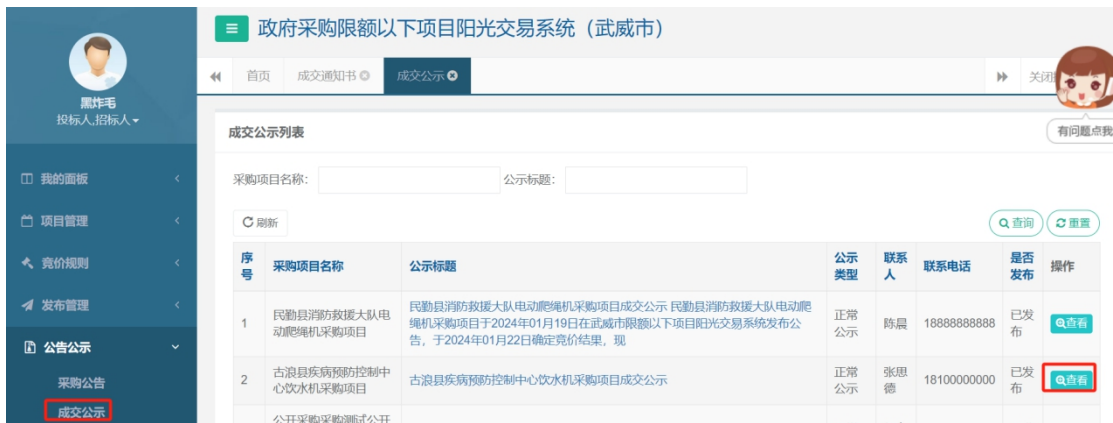 政府采购限额以下项目阳光交易系统（武威市）
首页
成交通知书
成交公示
关闭
黑炸毛
投标人,招标人
有问题点我
我的面板
项目管理
竞价规则
发布管理
公告公示
采购公告
成交公示
成交公示列表
采购项目名称：
公示标题：
刷新
查询
重置
序号
采购项目名称
公示标题
公示类型
联系人
联系电话
是否发布
操作
1
民勤县消防救援大队电
动爬绳机采购项目
民勤县消防救援大队电动爬绳机采购项目成交公示 民勤县消防救援大队电动爬
绳机采购项目于2024年01月19日在武威市限额以下项目阳光交易系统发布公
告，于2024年01月22日确定竞价结果，现
正常
公示
陈晨
18888888888
已发
布
查看
2
古浪县疾病预防控制中
心饮水机采购项目
古浪县疾病预防控制中心饮水机采购项目成交公示
正常
公示
张思
德
18100000000
已发
布
查看
公开采购采购测试公开